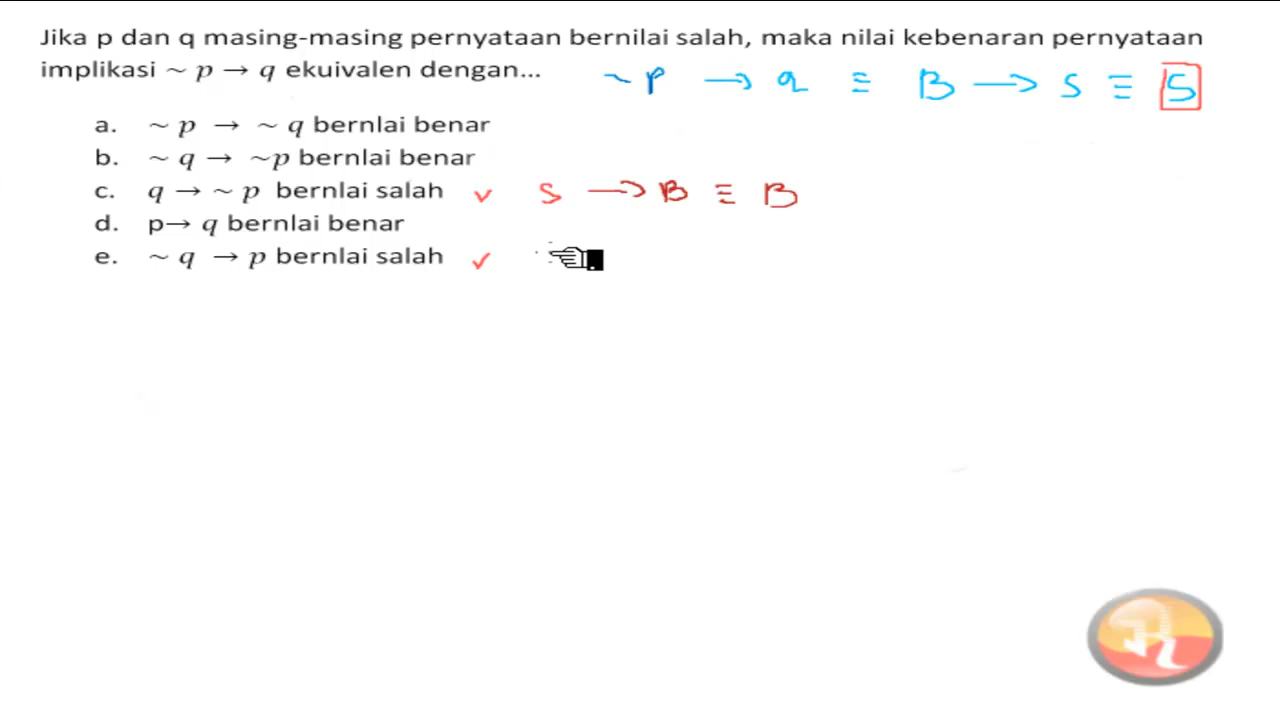 Jika p dan q masing-masing pernyataan bernilai salah, maka nilai kebenaran pernyataan
implikasi ~ p → q ekuivalen dengan...
~ p → q ≡ B → S ≡ S
a. ~ p → ~ q bernlai benar
b. ~ q → ~p bernlai benar
c. q → ~ p bernlai salah ✓ S → B ≡ B
d. p→ q bernlai benar
e. ~ q → p bernlai salah ✓